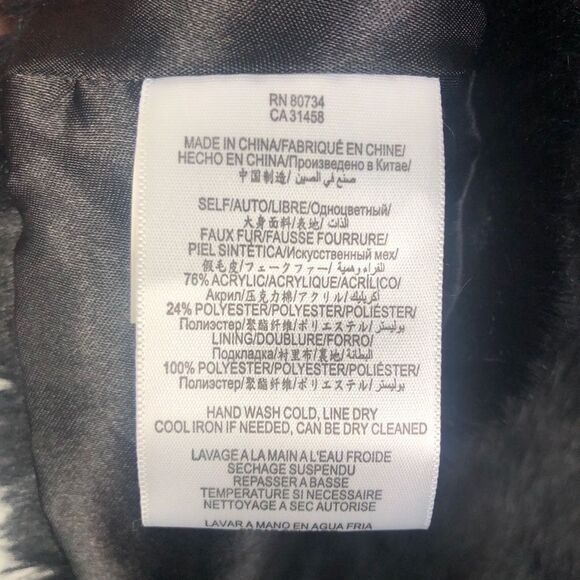 RN 80734
CA 31458
MADE IN CHINA/FABRIQUÉ EN CHINE/
HECHO EN CHINA/Произведено в Китае/
中国制造/ صنع في الصين/
SELF/AUTO/LIBRE/Одноцветный/
大身面料/表地/ الذات/
FAUX FUR/FAUSSE FOURRURE/
PIEL SINTÉTICA/Искусственный мех/
假毛皮/フェークファー/ الفراء وهمية/
76% ACRYLIC/ACRYLIQUE/ACRÍLICO/
Акрил/压克力棉/アクリル/ أكريليك/
24% POLYESTER/POLYESTER/POLIÉSTER/
Полиэстер/聚酯纤维/ポリエステル/ بوليستر/
LINING/DOUBLURE/FORRO/
Подкладка/衬里布/裏地/ البطانة/
100% POLYESTER/POLYESTER/POLIÉSTER/
Полиэстер/聚酯纤维/ポリエステル/ بوليستر/
HAND WASH COLD, LINE DRY
COOL IRON IF NEEDED, CAN BE DRY CLEANED
LAVAGE A LA MAIN A L'EAU FROIDE
SECHAGE SUSPENDU
REPASSER A BASSE
TEMPERATURE SI NECESSAIRE
NETTOYAGE A SEC AUTORISE
LAVAR A MANO EN AGUA FRIA